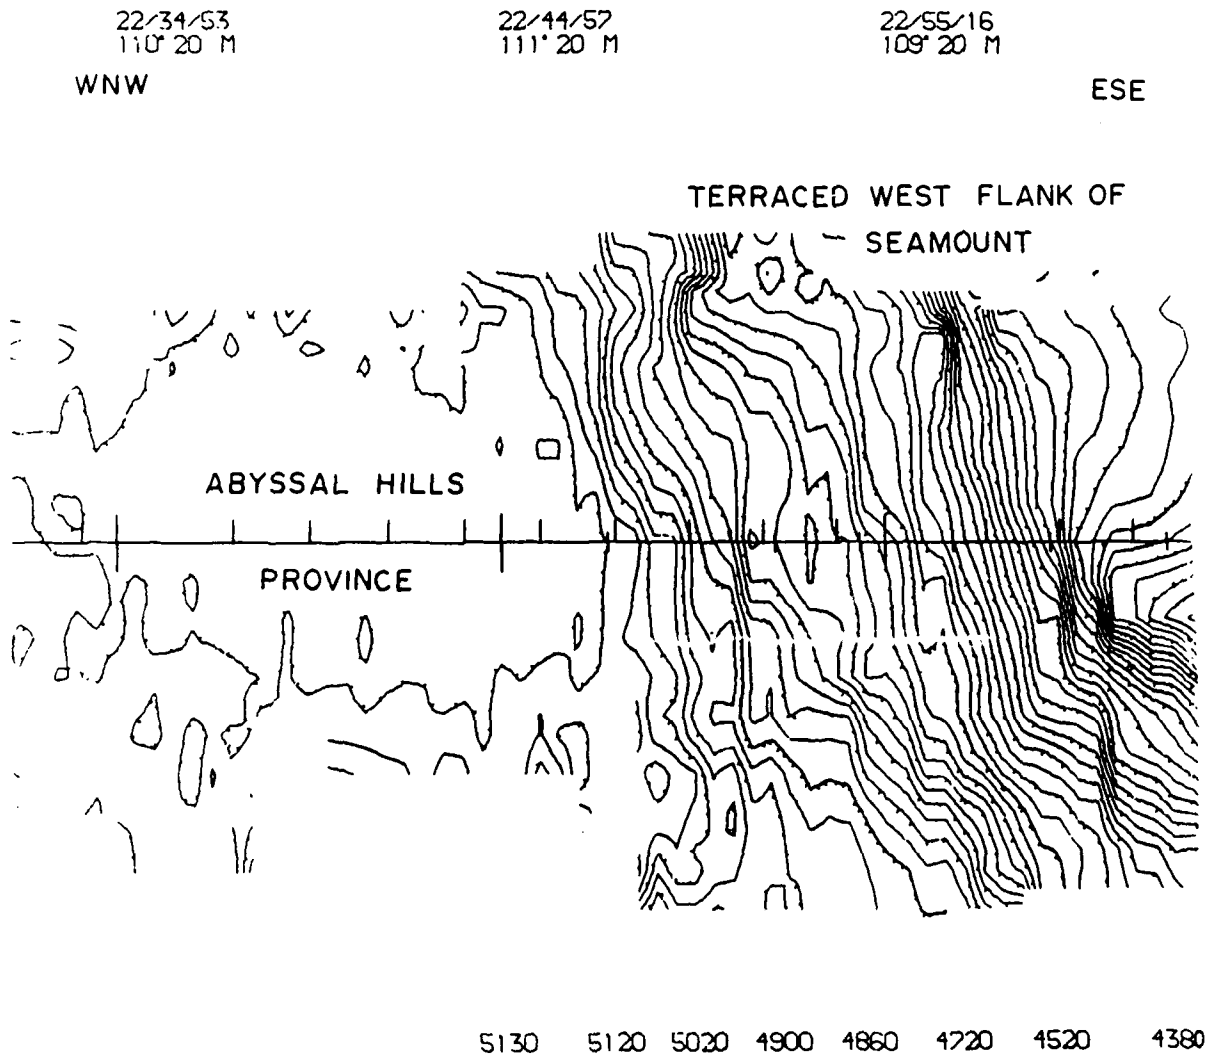 22/34/53 22/44/57 22/55/16
110° 20 M 111° 20 M 109° 20 M
WNW ESE
TERRACED WEST FLANK OF
SEAMOUNT
ABYSSAL HILLS
PROVINCE
5130 5120 5020 4900 4860 4720 4520 4380